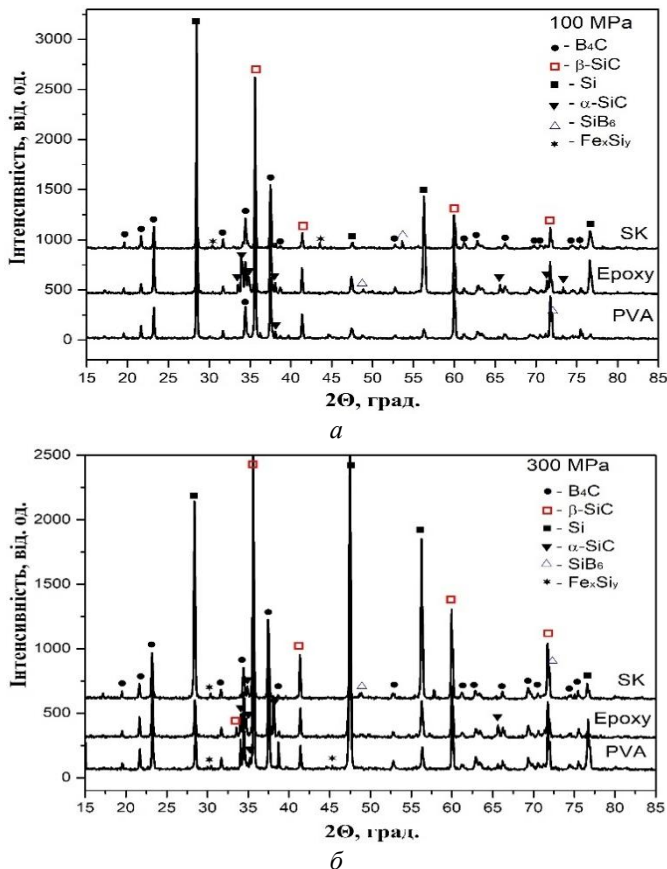 100 MPa
- B₄C
- β-SiC
- Si
- α-SiC
- SiB₆
- FeₓSiᵧ
SK
Epoxy
PVA
Інтенсивність, від. од.
3000
2500
2000
1500
1000
500
0
15 20 25 30 35 40 45 50 55 60 65 70 75 80 85
2Θ, град.
а
300 MPa
- B₄C
- β-SiC
- Si
- α-SiC
- SiB₆
- FeₓSiᵧ
SK
Epoxy
PVA
Інтенсивність, від. од.
2500
2000
1500
1000
500
0
15 20 25 30 35 40 45 50 55 60 65 70 75 80 85
2Θ, град.
б